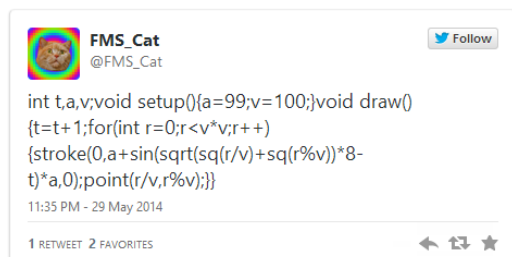 FMS_Cat
Follow
@FMS_Cat
int t,a,v;void setup(){a=99;v=100;}void draw()
{t=t+1;for(int r=0;r<v*v;r++)
{stroke(0,a+sin(sqrt(sq(r/v)+sq(r%v))*8-
t)*a,0);point(r/v,r%v);}}
11:35 PM - 29 May 2014
1 RETWEET 2 FAVORITES